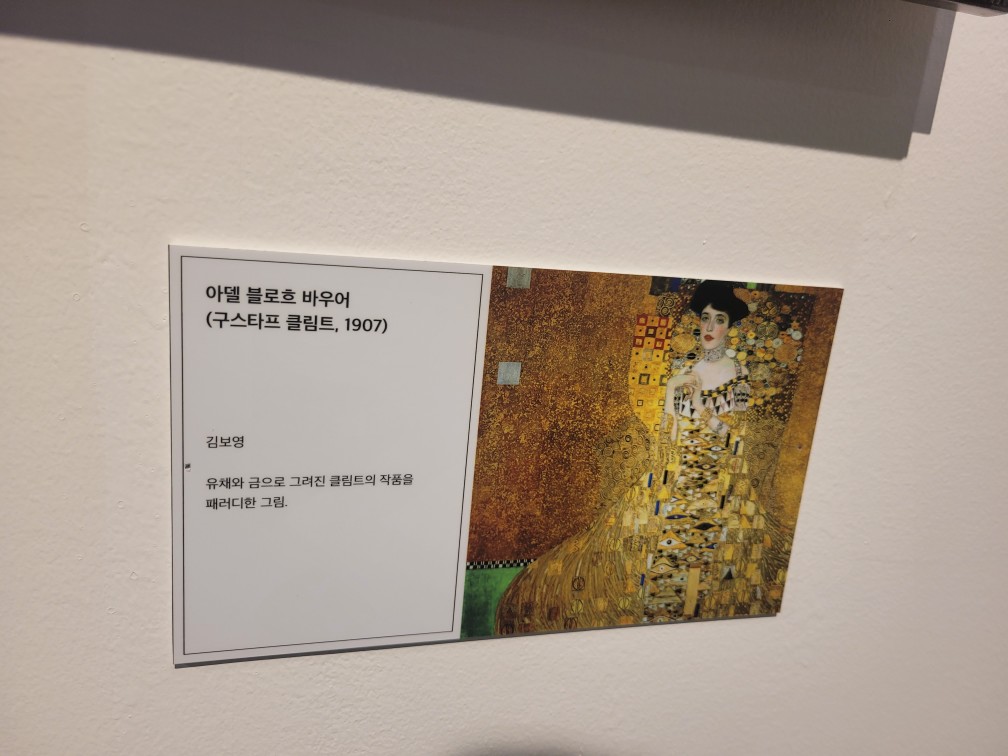 아델 블로흐 바우어
(구스타프 클림트, 1907)
김보영
유채와 금으로 그려진 클림트의 작품을
패러디한 그림.